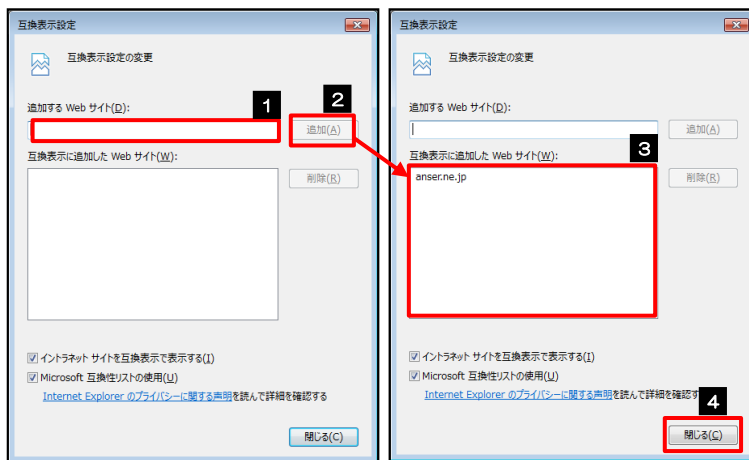 互換表示設定
互換表示設定の変更
追加する Web サイト(D):
1
2
追加(A)
互換表示に追加した Web サイト(W):
削除(R)
イントラネット サイトを互換表示で表示する(I)
Microsoft 互換性リストの使用(U)
Internet Explorer のプライバシーに関する声明を読んで詳細を確認する
閉じる(C)
互換表示設定
互換表示設定の変更
追加する Web サイト(D):
追加(A)
互換表示に追加した Web サイト(W):
3
anser.ne.jp
削除(R)
イントラネット サイトを互換表示で表示する(I)
Microsoft 互換性リストの使用(U)
Internet Explorer のプライバシーに関する声明を読んで詳細を確認す
4
閉じる(C)